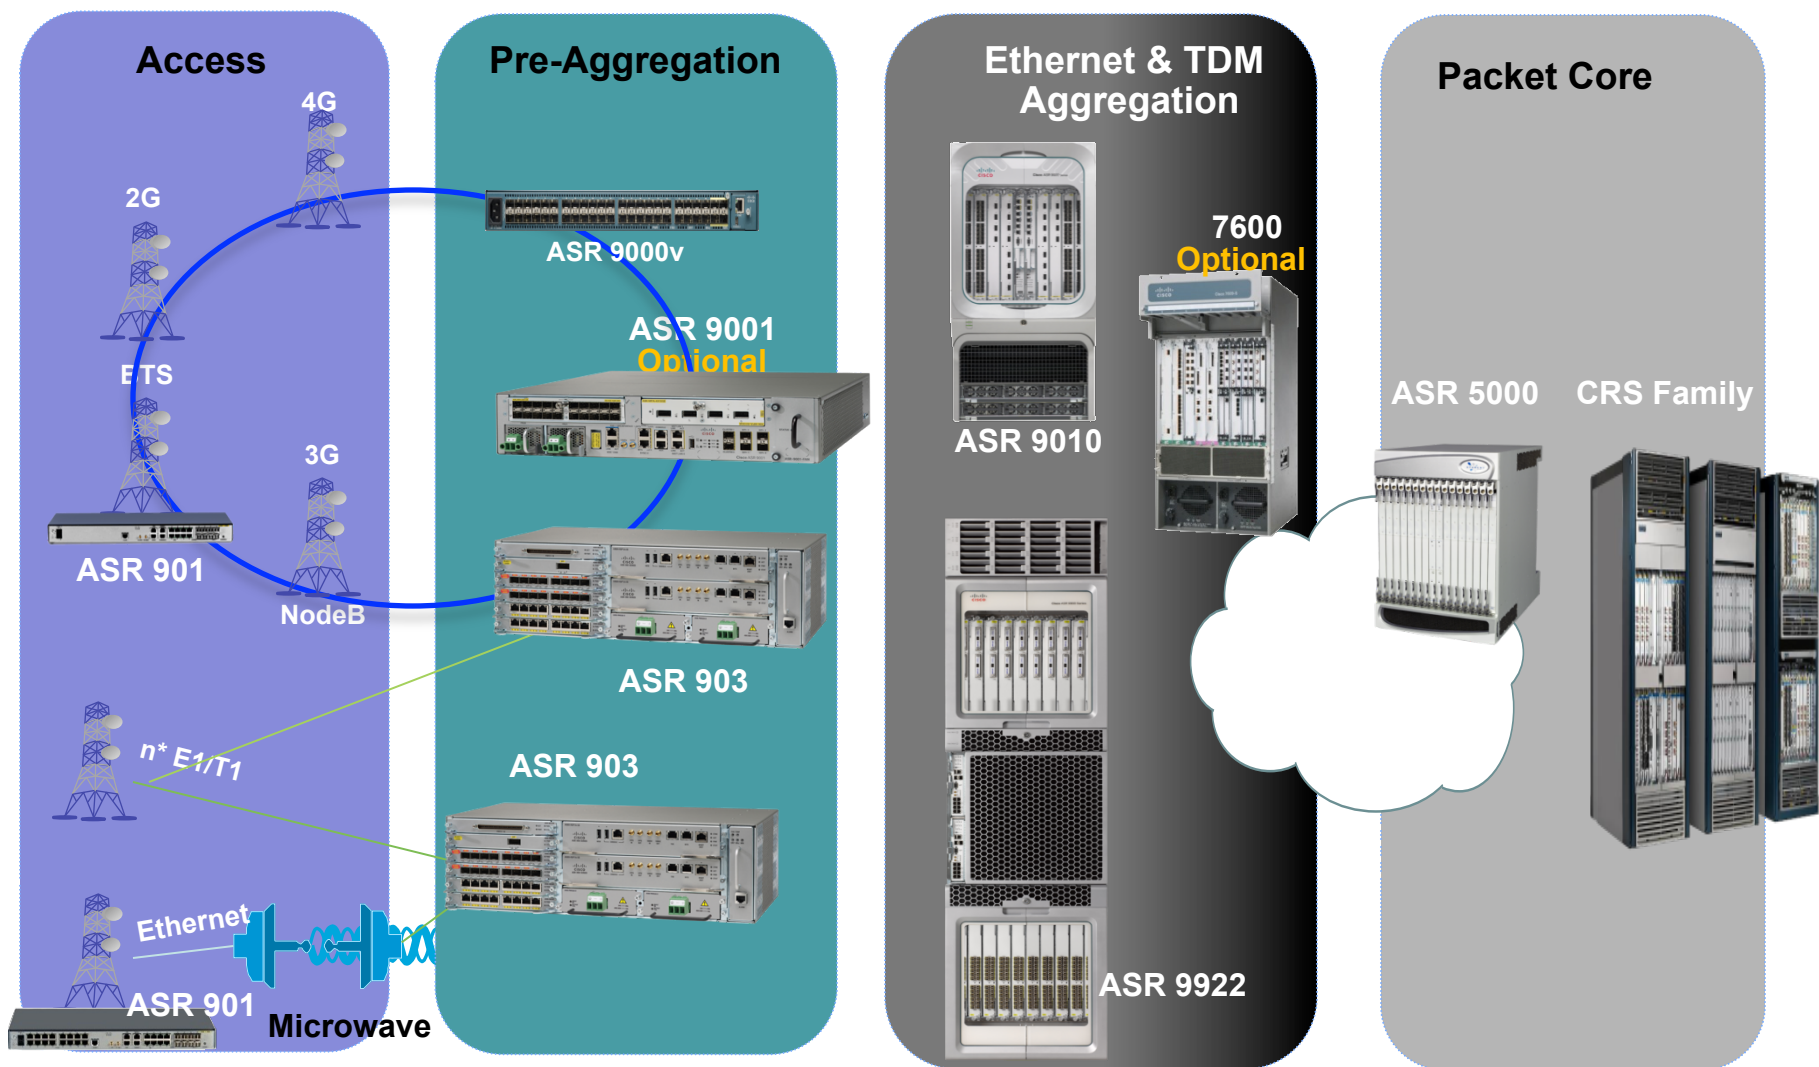 Access
Pre-Aggregation
Ethernet & TDM
Aggregation
Packet Core
4G
2G
BTS
3G
NodeB
ASR 901
n* E1/T1
Ethernet
ASR 901
Microwave
ASR 9000v
ASR 9001
Optional
ASR 903
ASR 903
ASR 9010
7600
Optional
ASR 9922
ASR 5000
CRS Family